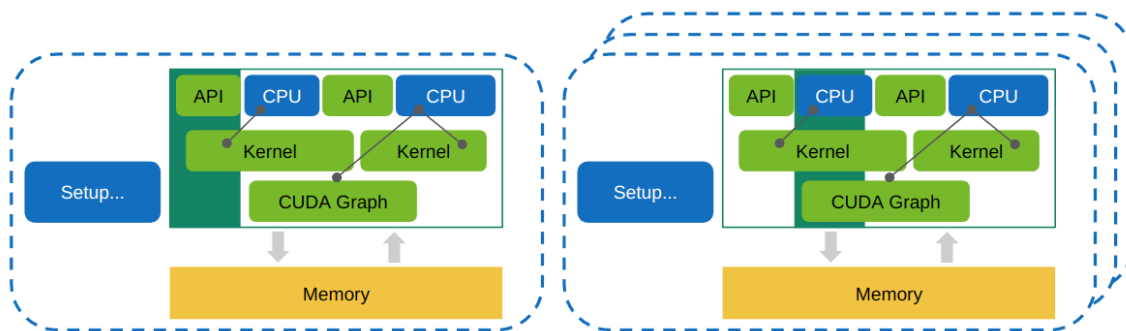 API CPU API CPU
Kernel Kernel
Setup...
CUDA Graph
Memory
API CPU API CPU
Kernel Kernel
Setup...
CUDA Graph
Memory